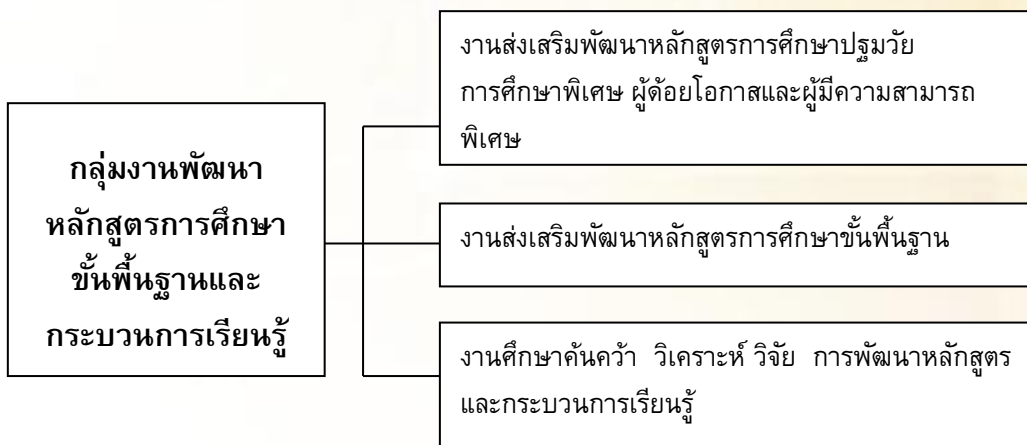 กลุ่มงานพัฒนา
หลักสูตรการศึกษา
ขั้นพื้นฐานและ
กระบวนการเรียนรู้
งานส่งเสริมพัฒนาหลักสูตรการศึกษาปฐมวัย
การศึกษาพิเศษ ผู้ด้อยโอกาสและผู้มีความสามารถ
พิเศษ
งานส่งเสริมพัฒนาหลักสูตรการศึกษาขั้นพื้นฐาน
งานศึกษาค้นคว้า วิเคราะห์ วิจัย การพัฒนาหลักสูตร
และกระบวนการเรียนรู้